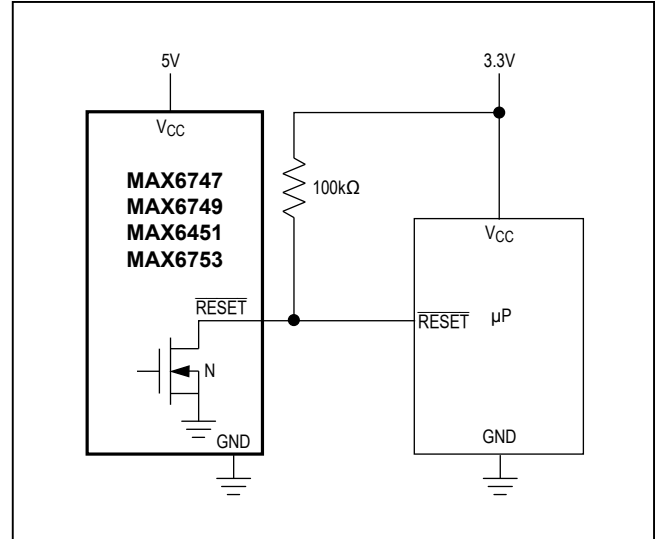 5V
3.3V
VCC
MAX6747
MAX6749
MAX6451
MAX6753
100kΩ
VCC
RESET
RESET
µP
N
GND
GND